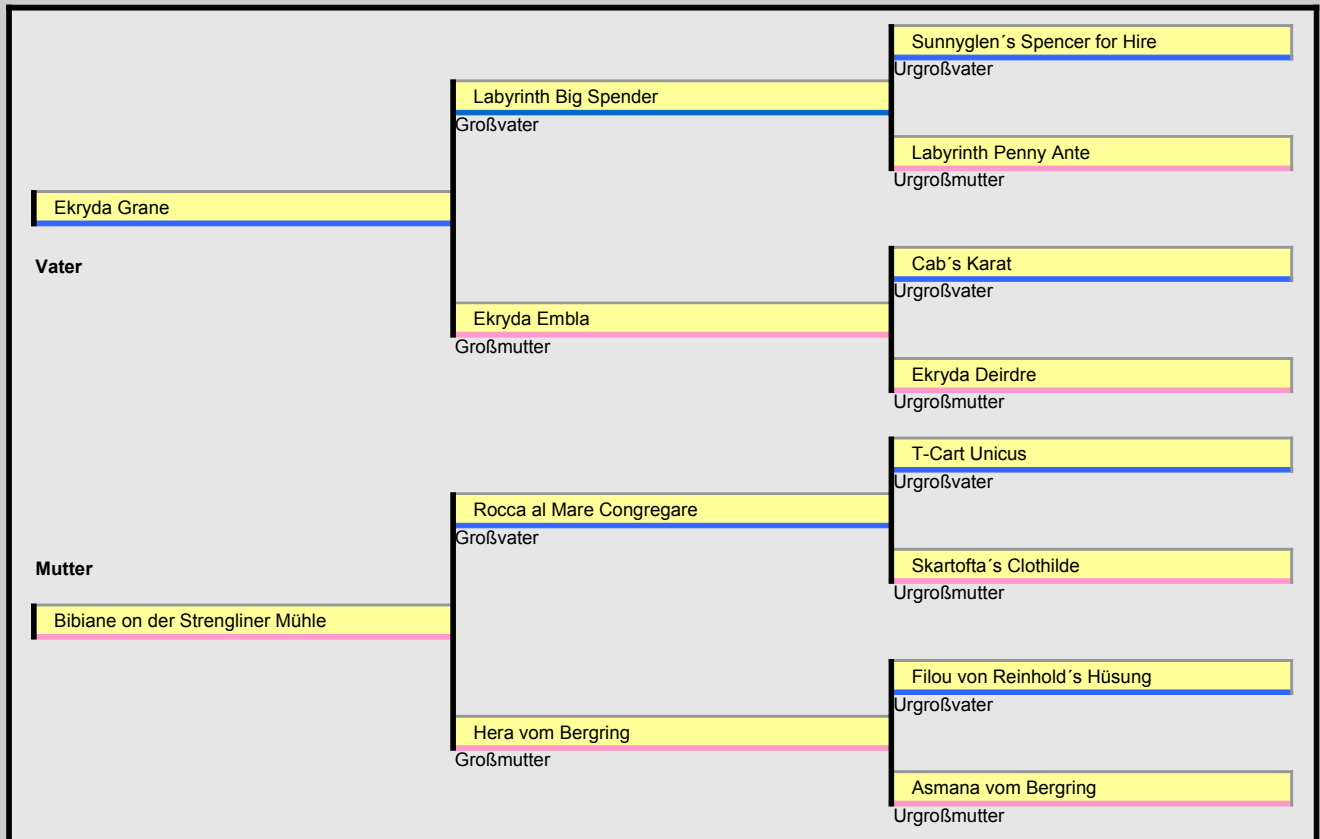 Sunnyglen´s Spencer for Hire
Urgroßvater
Labyrinth Big Spender
Großvater
Labyrinth Penny Ante
Urgroßmutter
Ekryda Grane
Vater
Cab´s Karat
Urgroßvater
Ekryda Embla
Großmutter
Ekryda Deirdre
Urgroßmutter
T-Cart Unicus
Urgroßvater
Rocca al Mare Congregare
Großvater
Skartofta´s Clothilde
Urgroßmutter
Mutter
Bibiane on der Strengliner Mühle
Filou von Reinhold´s Hüsung
Urgroßvater
Hera vom Bergring
Großmutter
Asmana vom Bergring
Urgroßmutter